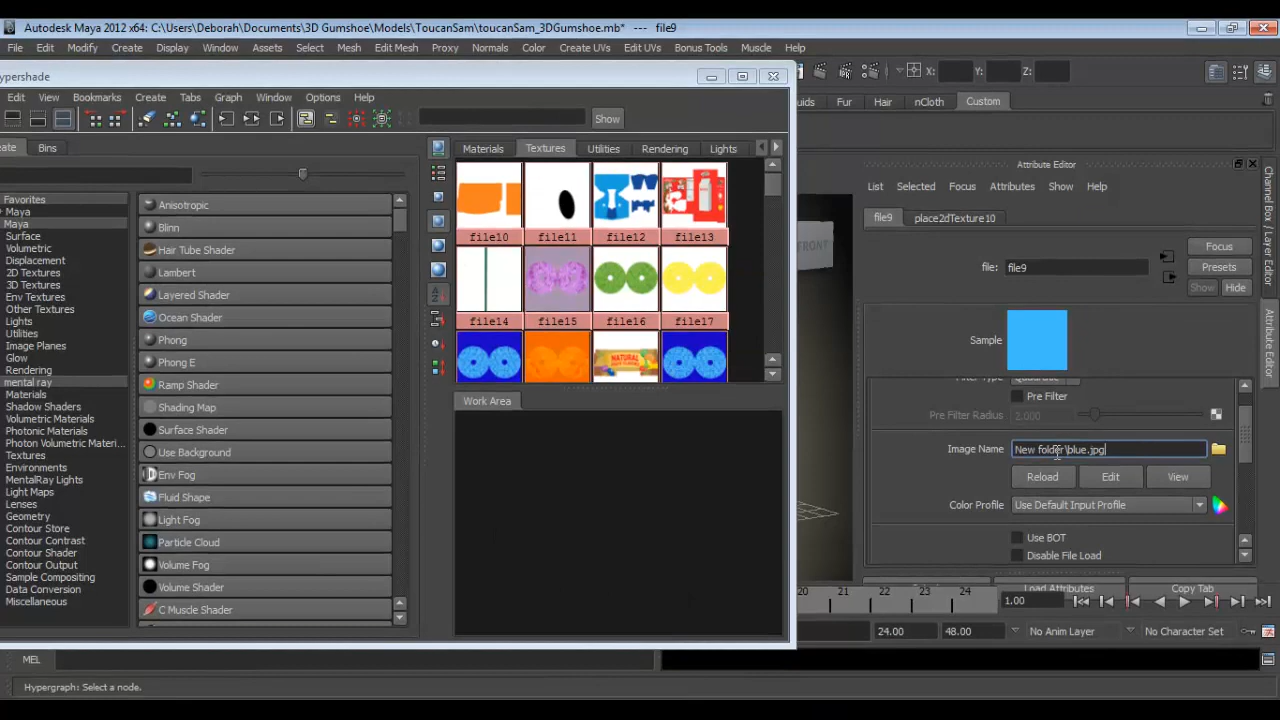 Autodesk Maya 2012 x64: C:\Users\Deborah\Documents\3D Gumshoe\Models\ToucanSam\toucanSam_3DGumshoe.mb* --- file9
File Edit Modify Create Display Window Assets Select Mesh Edit Mesh Proxy Normals Color Create UVs Edit UVs Bonus Tools Muscle Help
ypershade
X: Y: Z:
Edit View Bookmarks Create Tabs Graph Window Options Help
uids Fur Hair nCloth Custom
Show
eate Bins
Materials Textures Utilities Rendering Lights
Attribute Editor
List Selected Focus Attributes Show Help
file9 place2dTexture10
Favorites
Maya
Maya
Surface
Volumetric
Displacement
2D Textures
3D Textures
Env Textures
Other Textures
Lights
Utilities
Image Planes
Glow
Rendering
mental ray
Materials
Shadow Shaders
Volumetric Materials
Photonic Materials
Photon Volumetric Materi...
Textures
Environments
MentalRay Lights
Light Maps
Lenses
Geometry
Contour Store
Contour Contrast
Contour Shader
Contour Output
Sample Compositing
Data Conversion
Miscellaneous
Anisotropic
Blinn
Hair Tube Shader
Lambert
Layered Shader
Ocean Shader
Phong
Phong E
Ramp Shader
Shading Map
Surface Shader
Use Background
Env Fog
Fluid Shape
Light Fog
Particle Cloud
Volume Fog
Volume Shader
C Muscle Shader
file10 file11 file12 file13
file14 file15 file16 file17
NATURAL
Work Area
FRONT
file: file9
Focus
Presets
Show Hide
Sample
Filter Type Quadratic
Pre Filter
Pre Filter Radius 2.000
Image Name New folder\blue.jpg
Reload Edit View
Color Profile Use Default Input Profile
Use BOT
Disable File Load
Load Attributes Copy Tab
Channel Box / Layer Editor
Attribute Editor
20 21 22 23 24 1.00
24.00 48.00 No Anim Layer No Character Set
MEL
Hypergraph: Select a node.